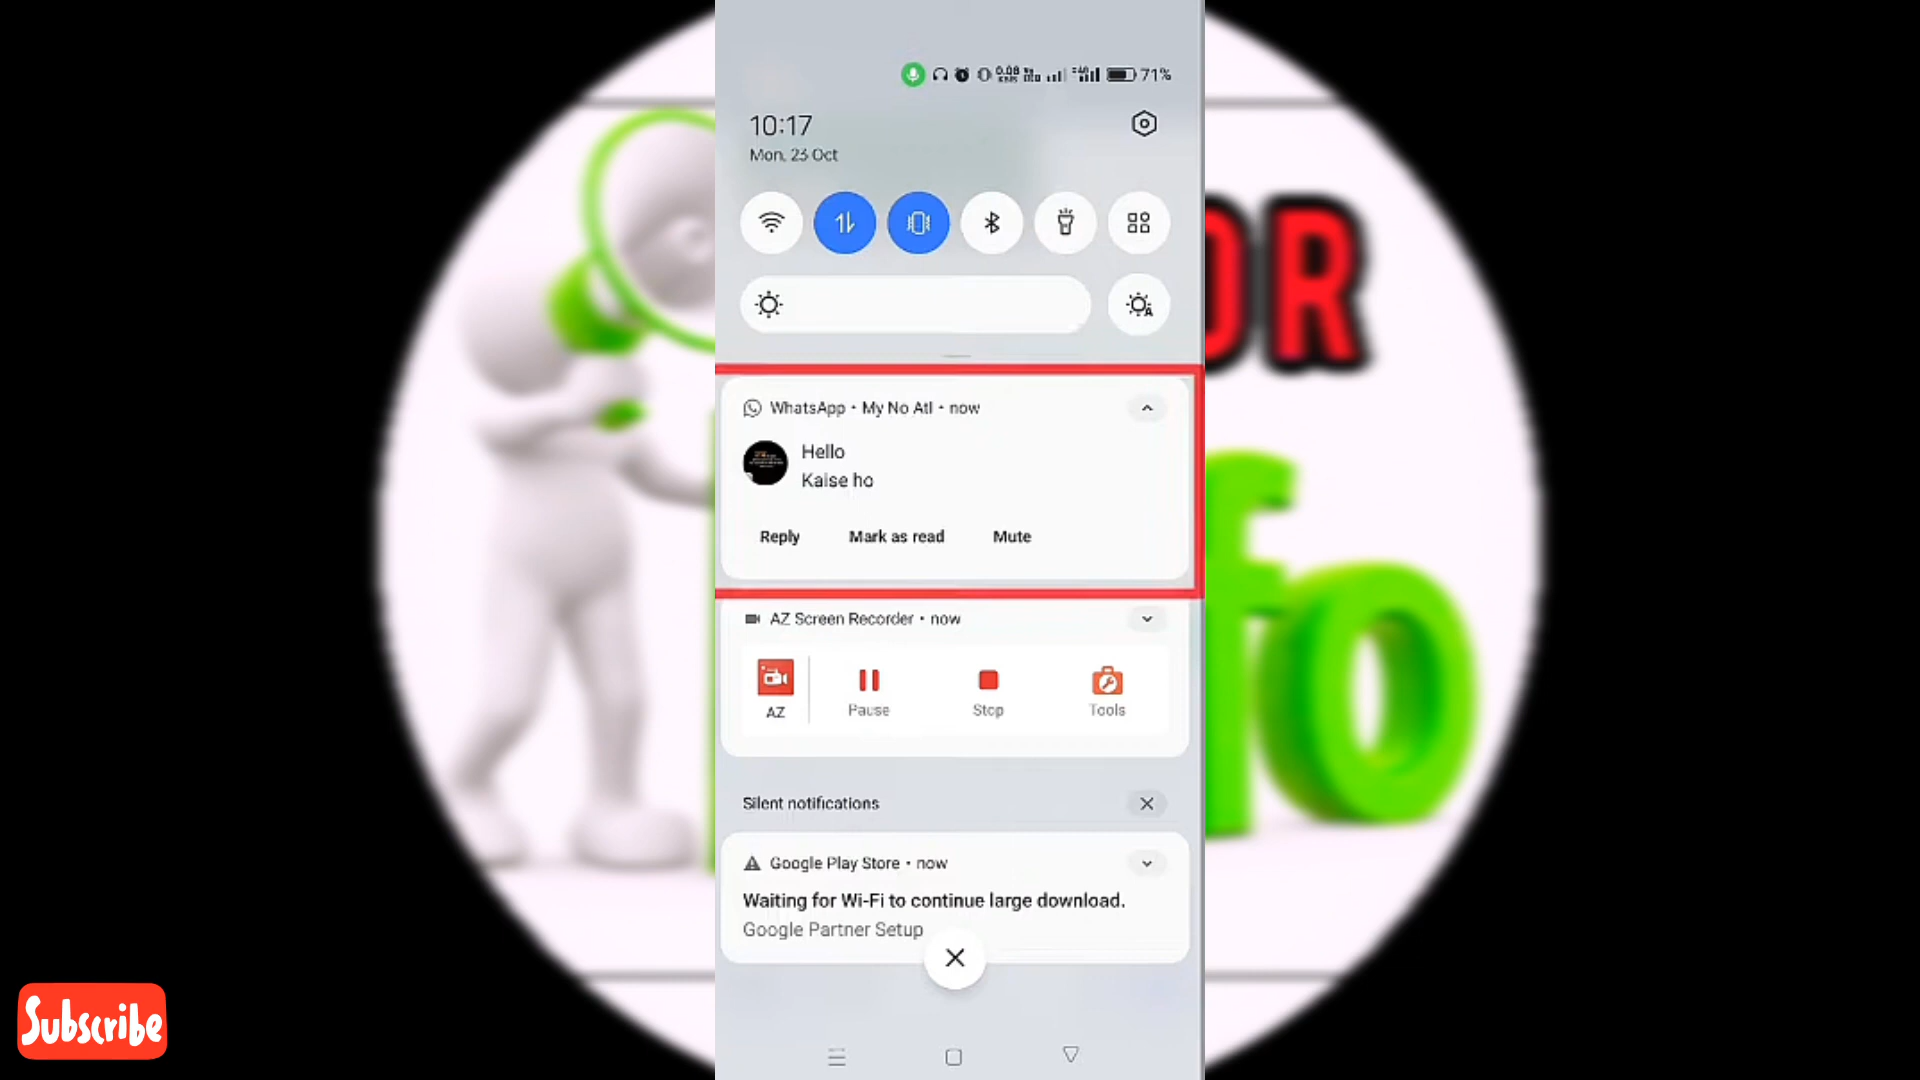 71%
10:17
Mon, 23 Oct
WhatsApp • My No Atl • now
Hello
Kaise ho
Reply Mark as read Mute
AZ Screen Recorder • now
AZ Pause Stop Tools
Silent notifications
Google Play Store • now
Waiting for Wi-Fi to continue large download.
Google Partner Setup
OR
fo
Subscribe